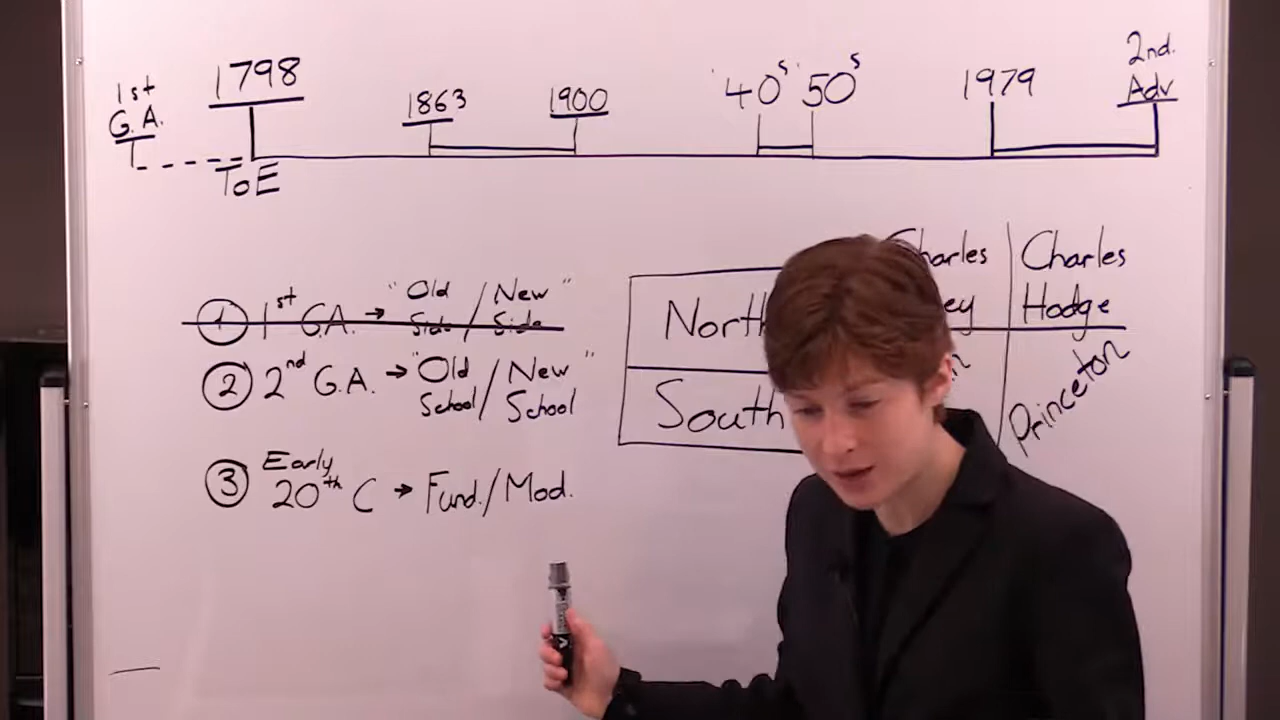 1st
G.A.
1798
ToE
1863
1900
'40s '50s
1979
2nd.
Adv
① 1st G.A. → "Old Side / New Side"
② 2nd G.A. → "Old School / New School"
③ Early 20th C → Fund./Mod.
North
South
Charles
Charles
Hodge
Princeton